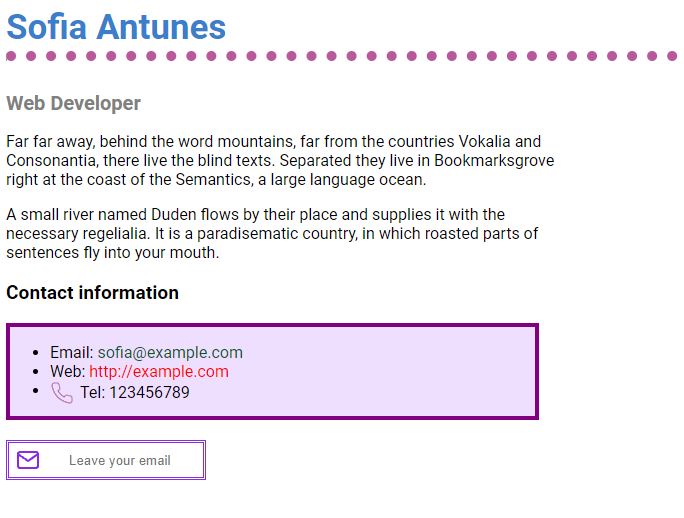 Sofia Antunes
Web Developer
Far far away, behind the word mountains, far from the countries Vokalia and
Consonantia, there live the blind texts. Separated they live in Bookmarksgrove
right at the coast of the Semantics, a large language ocean.
A small river named Duden flows by their place and supplies it with the
necessary regelialia. It is a paradisematic country, in which roasted parts of
sentences fly into your mouth.
Contact information
Email: sofia@example.com
Web: http://example.com
Tel: 123456789
Leave your email